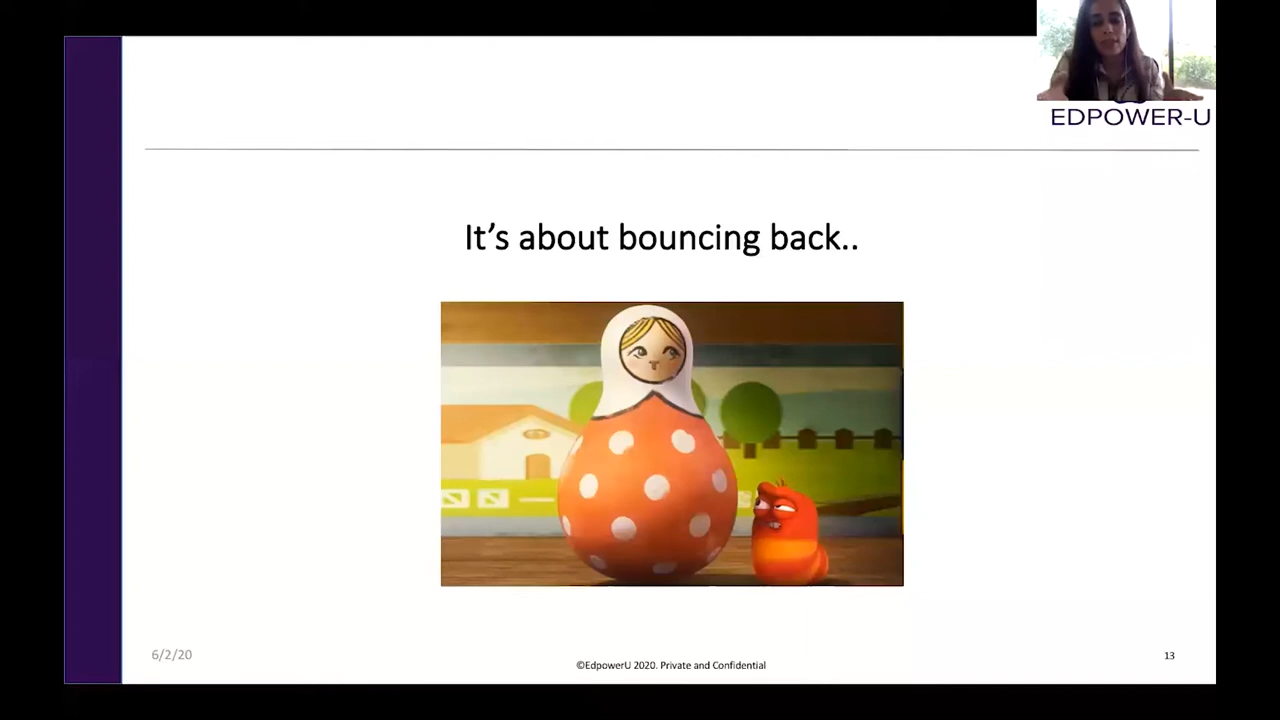 EDPOWER-U
It’s about bouncing back..
6/2/20
©EdpowerU 2020. Private and Confidential
13